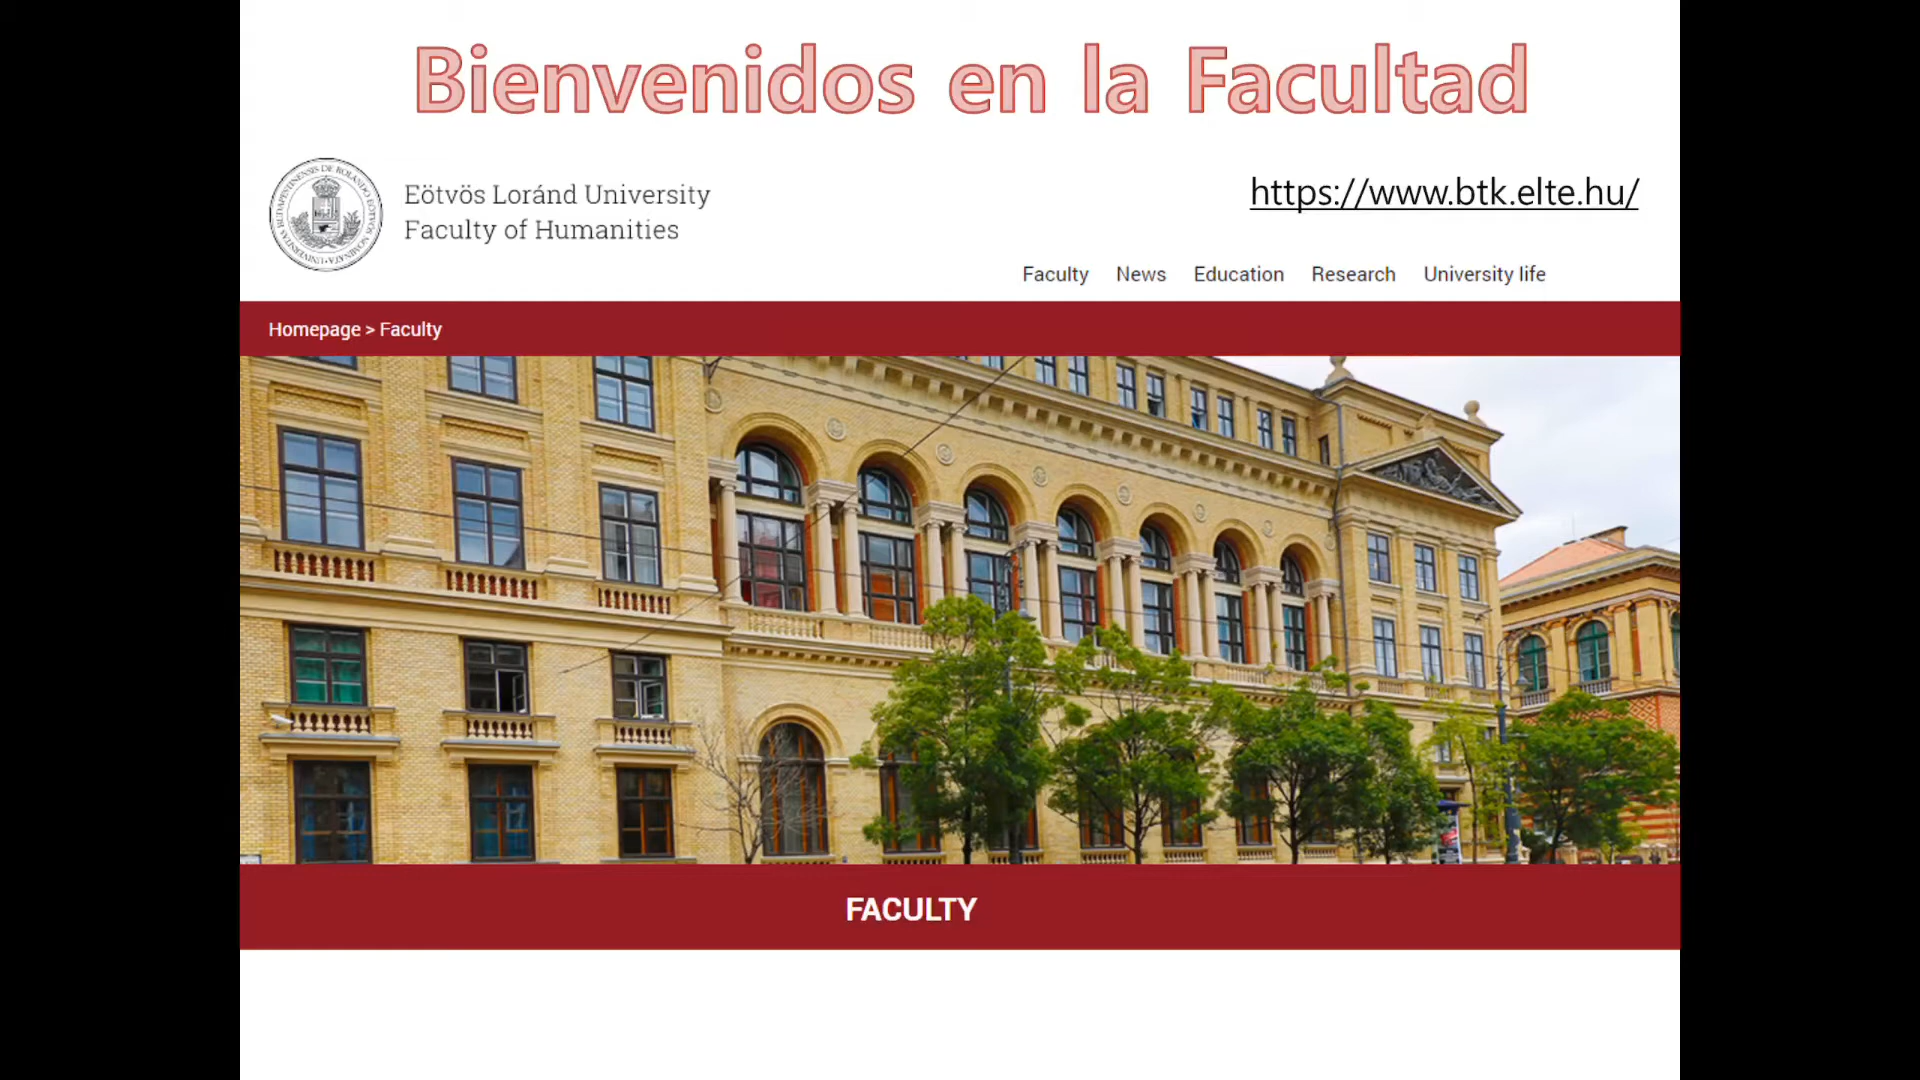 Bienvenidos en la Facultad
Eötvös Loránd University
Faculty of Humanities
https://www.btk.elte.hu/
Faculty News Education Research University life
Homepage > Faculty
FACULTY